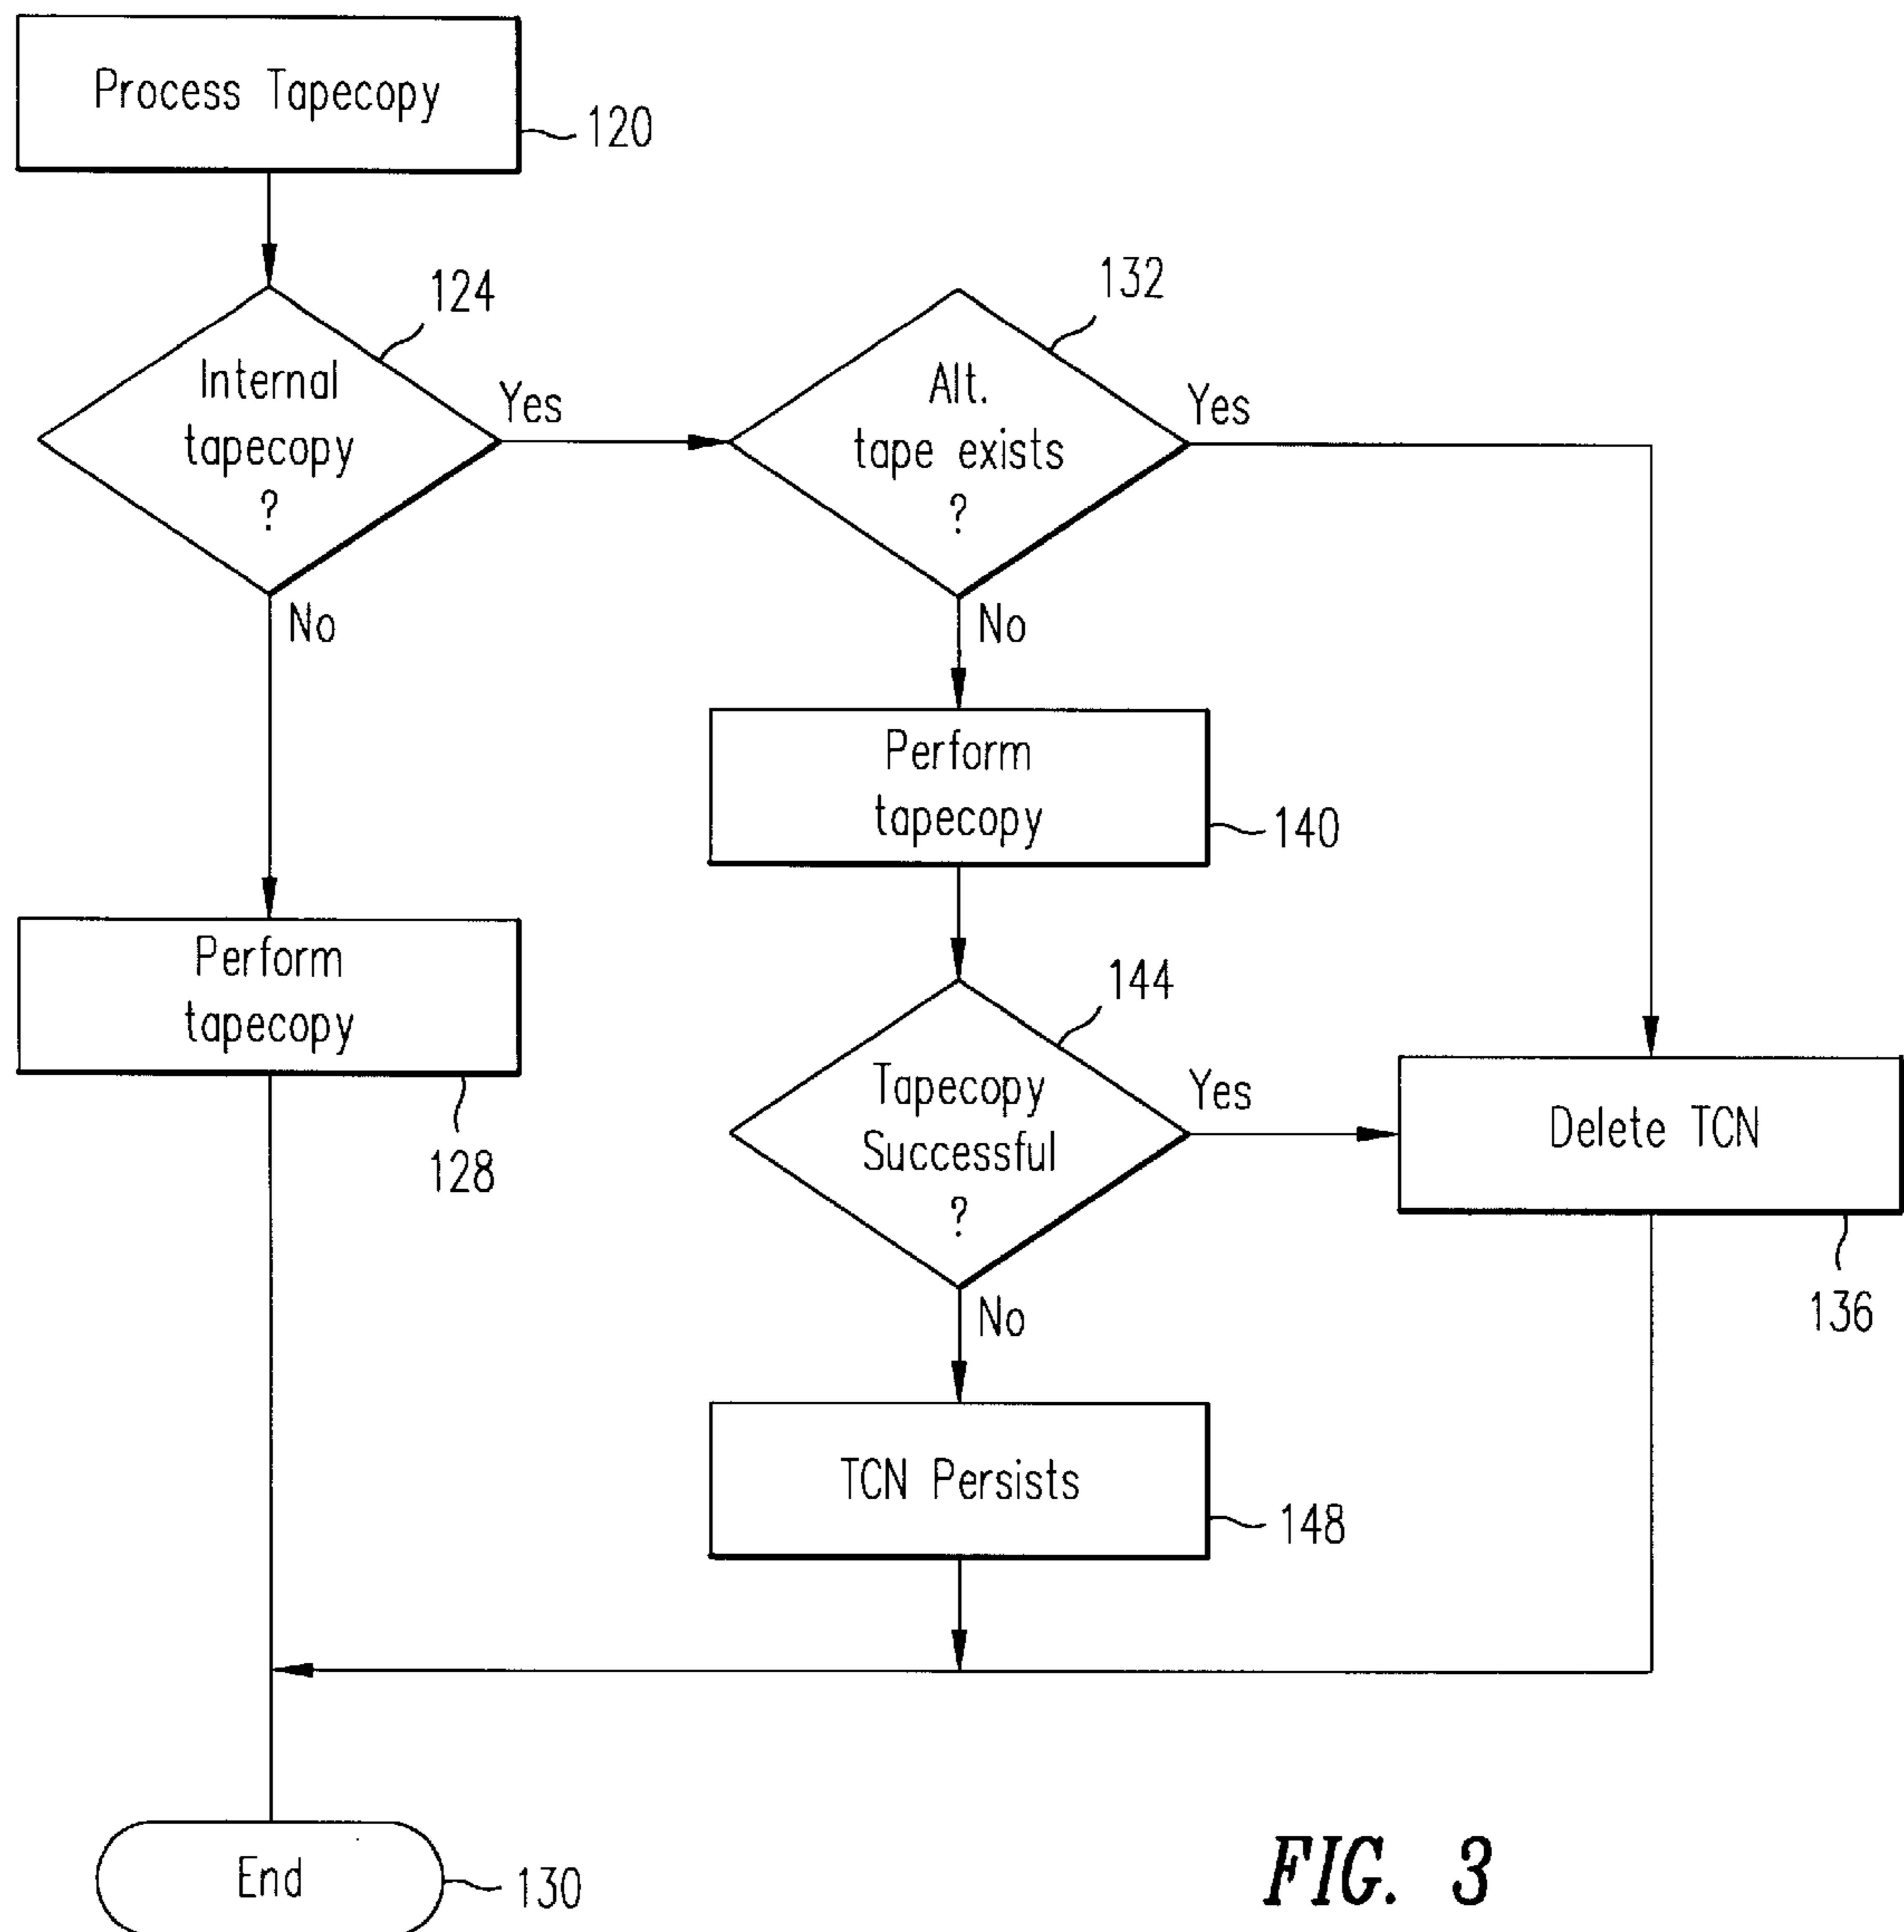 Process Tapecopy
120
124
Internal
tapecopy
?
Yes
No
132
Alt.
tape exists
?
Yes
No
Perform
tapecopy
140
Perform
tapecopy
128
144
Tapecopy
Successful
?
Yes
No
Delete TCN
136
TCN Persists
148
End
130
FIG. 3